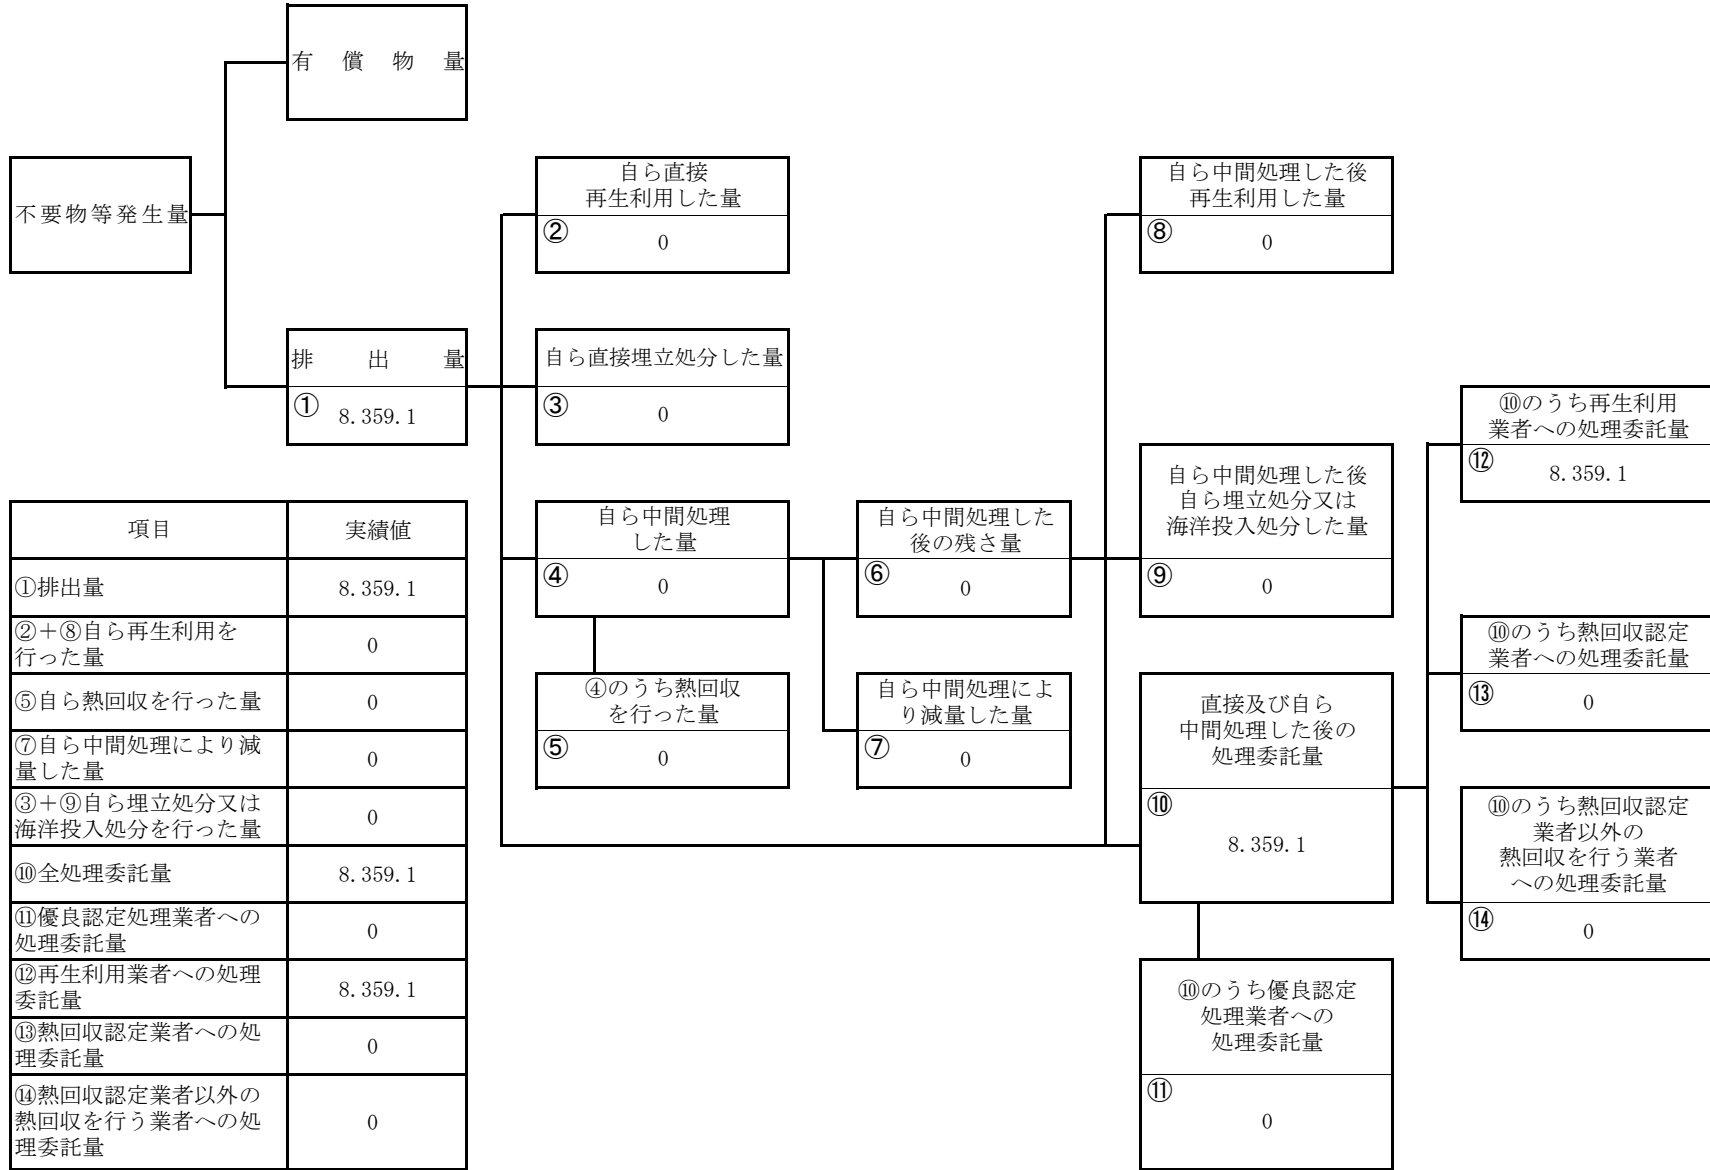 有償物量
不要物等発生量
自ら直接
再生利用した量
② 0
自ら中間処理した後
再生利用した量
⑧ 0
排出量
① 8.359.1
自ら直接埋立処分した量
③ 0
自ら中間処理
した量
④ 0
自ら中間処理した
後の残さ量
⑥ 0
自ら中間処理した後
自ら埋立処分又は
海洋投入処分した量
⑨ 0
⑩のうち再生利用
業者への処理委託量
⑫ 8.359.1
④のうち熱回収
を行った量
⑤ 0
自ら中間処理によ
り減量した量
⑦ 0
直接及び自ら
中間処理した後の
処理委託量
⑩
8.359.1
⑩のうち熱回収認定
業者への処理委託量
⑬ 0
⑩のうち熱回収認定
業者以外の
熱回収を行う業者
への処理委託量
⑭ 0
⑩のうち優良認定
処理業者への
処理委託量
⑪
0
項目 実績値
①排出量 8.359.1
②＋⑧自ら再生利用を
行った量 0
⑤自ら熱回収を行った量 0
⑦自ら中間処理により減
量した量 0
③＋⑨自ら埋立処分又は
海洋投入処分を行った量 0
⑩全処理委託量 8.359.1
⑪優良認定処理業者への
処理委託量 0
⑫再生利用業者への処理
委託量 8.359.1
⑬熱回収認定業者への処
理委託量 0
⑭熱回収認定業者以外の
熱回収を行う業者への処
理委託量 0